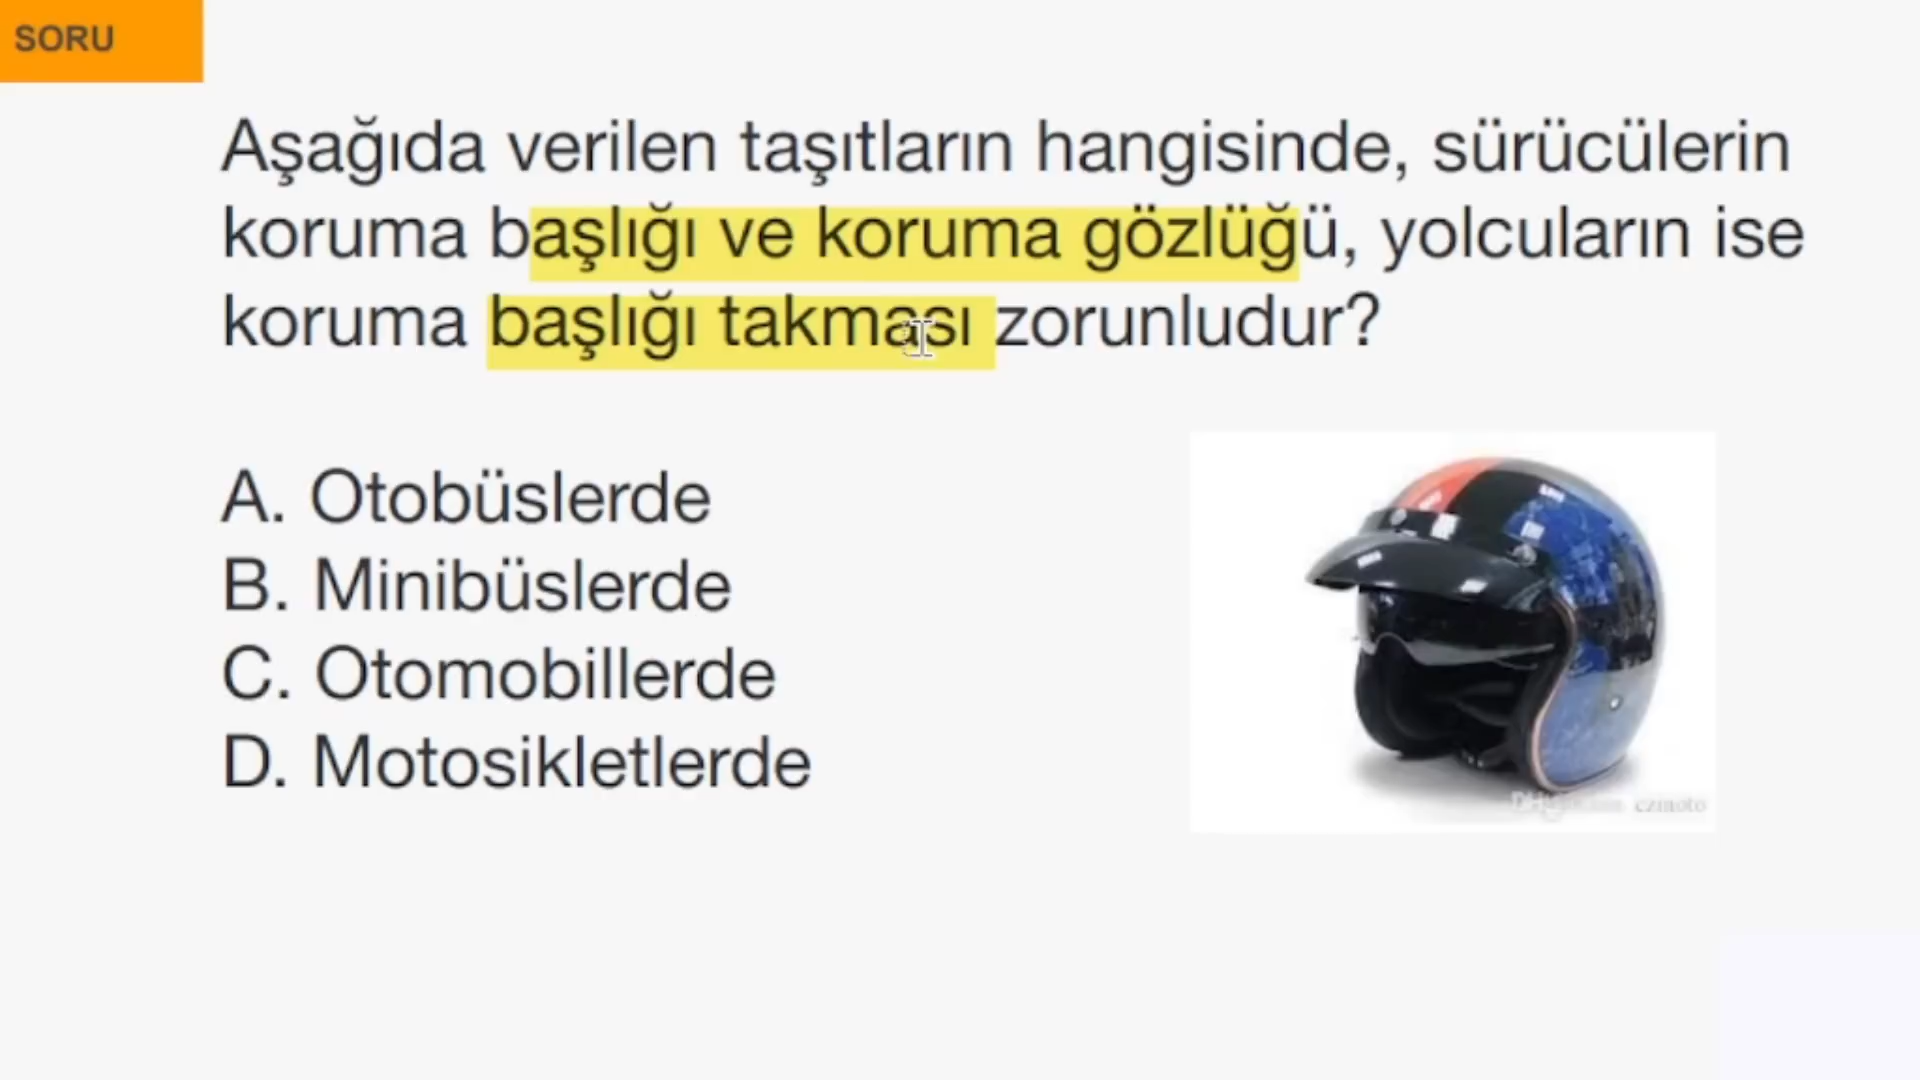 SORU
Aşağıda verilen taşıtların hangisinde, sürücülerin
koruma başlığı ve koruma gözlüğü, yolcuların ise
koruma başlığı takması zorunludur?
A. Otobüslerde
B. Minibüslerde
C. Otomobillerde
D. Motosikletlerde
czmoto